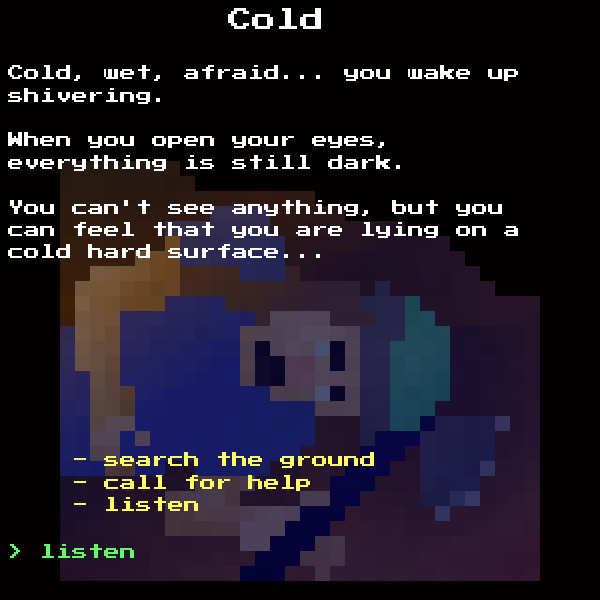 Cold
Cold, wet, afraid... you wake up
shivering.
When you open your eyes,
everything is still dark.
You can't see anything, but you
can feel that you are lying on a
cold hard surface...
- search the ground
- call for help
- listen
> listen